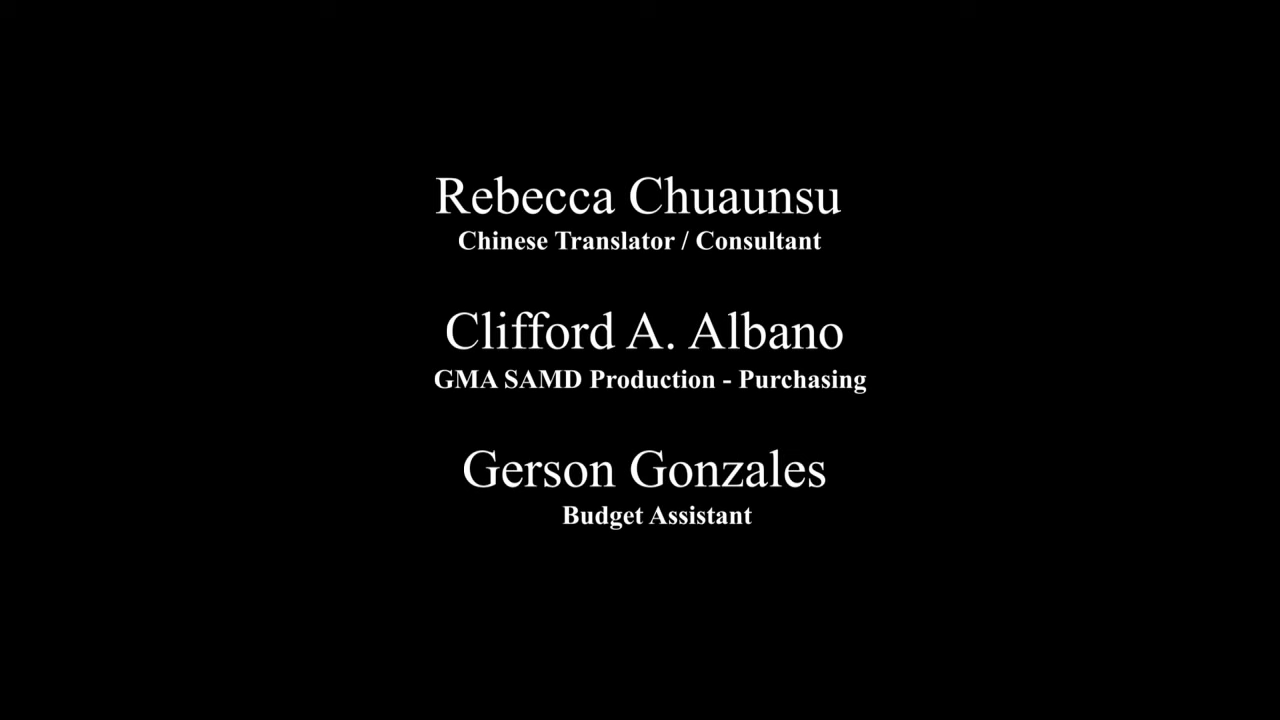 Rebecca Chuaunsu
Chinese Translator / Consultant
Clifford A. Albano
GMA SAMD Production - Purchasing
Gerson Gonzales
Budget Assistant